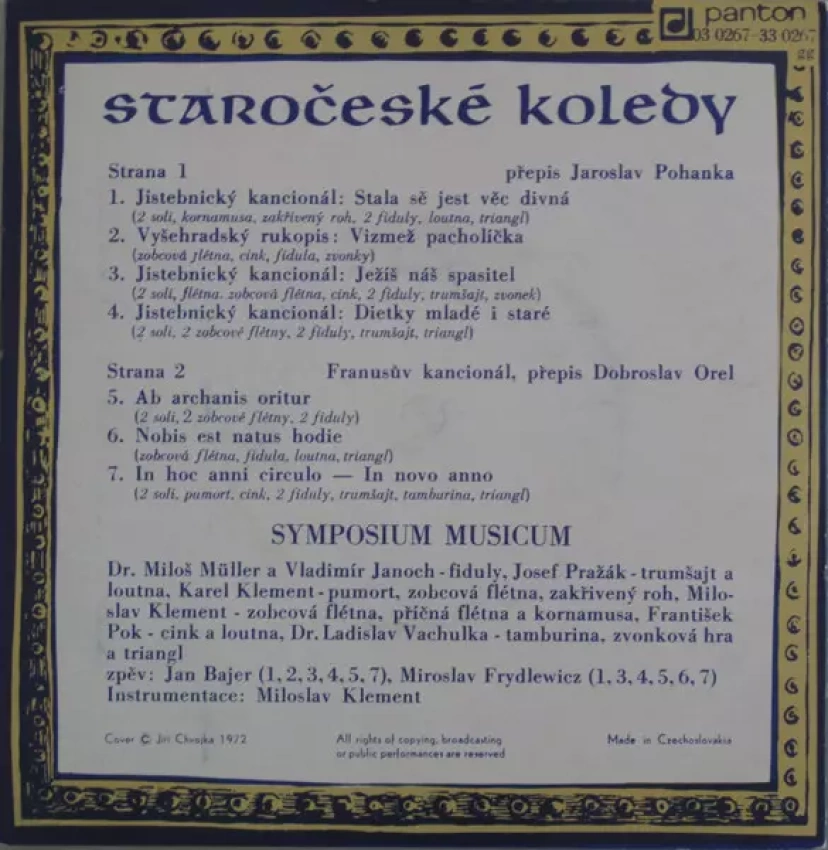 panton
03 0267-33 0267
gg
staročeské koledy
Strana 1 přepis Jaroslav Pohanka
1. Jistebnický kancionál: Stala sě jest věc divná
(2 soli, kornamusa, zakřivený roh, 2 fiduly, loutna, triangl)
2. Vyšehradský rukopis: Vizmež pacholíčka
(zobcová flétna, cink, fidula, zvonky)
3. Jistebnický kancionál: Ježíš náš spasitel
(2 soli, flétna. zobcová flétna, cink, 2 fiduly, trumšajt, zvonek)
4. Jistebnický kancionál: Dietky mladé i staré
(2 soli, 2 zobcové flétny, 2 fiduly, trumšajt, triangl)
Strana 2 Franusův kancionál, přepis Dobroslav Orel
5. Ab archanis oritur
(2 soli, 2 zobcové flétny, 2 fiduly)
6. Nobis est natus hodie
(zobcová flétna, fidula, loutna, triangl)
7. In hoc anni circulo — In novo anno
(2 soli, pumort, cink, 2 fiduly, trumšajt, tamburina, triangl)
SYMPOSIUM MUSICUM
Dr. Miloš Müller a Vladimír Janoch - fiduly, Josef Pražák - trumšajt a
loutna, Karel Klement - pumort, zobcová flétna, zakřivený roh, Milo-
slav Klement - zobcová flétna, příčná flétna a kornamusa, František
Pok - cink a loutna, Dr. Ladislav Vachulka - tamburina, zvonková hra
a triangl
zpěv: Jan Bajer (1, 2, 3, 4, 5, 7), Miroslav Frydlewicz (1, 3, 4, 5, 6, 7)
Instrumentace: Miloslav Klement
Cover © Jiří Chvojka 1972 All rights of copying, broadcasting Made in Czechoslovakia
or public performances are reserved